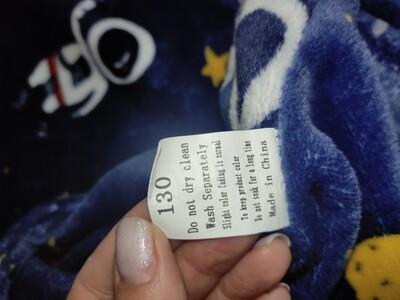 130
Do not dry clean
Wash Separately
Slight color fading is normal
To keep product color
Do not soak for a long time
Made in China